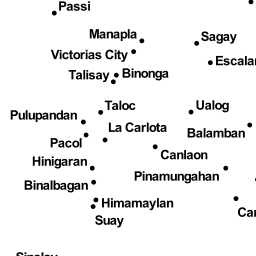 Passi
Manapla
Sagay
Victorias City
Escalan
Talisay
Binonga
Taloc
Ualog
Pulupandan
La Carlota
Balamban
Pacol
Canlaon
Hinigaran
Pinamungahan
Binalbagan
Himamaylan
Suay